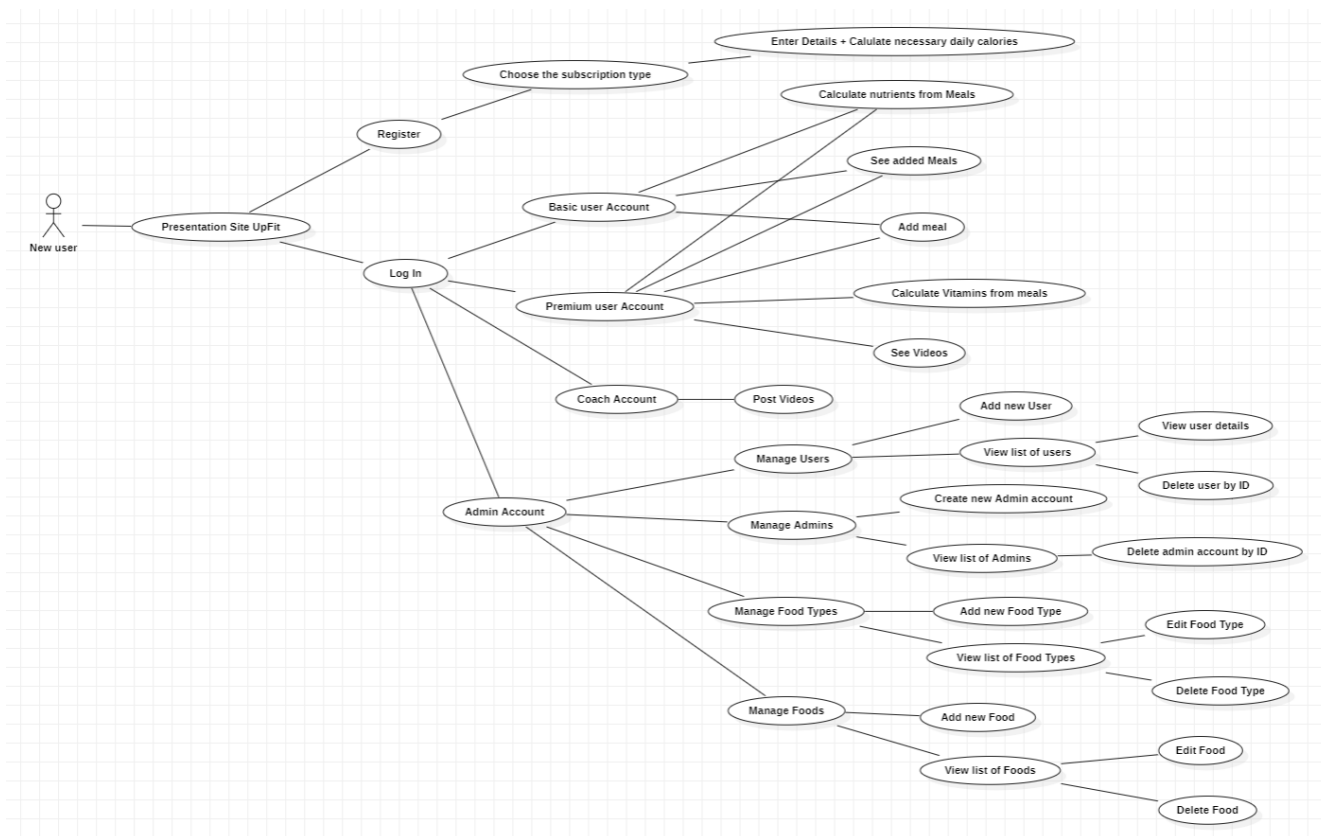 Enter Details + Calulate necessary daily calories
Choose the subscription type
Calculate nutrients from Meals
Register
See added Meals
Basic user Account
Presentation Site UpFit
Add meal
New user
Log In
Calculate Vitamins from meals
Premium user Account
See Videos
Coach Account
Post Videos
Add new User
View user details
Manage Users
View list of users
Delete user by ID
Create new Admin account
Admin Account
Manage Admins
View list of Admins
Delete admin account by ID
Manage Food Types
Add new Food Type
Edit Food Type
View list of Food Types
Delete Food Type
Manage Foods
Add new Food
Edit Food
View list of Foods
Delete Food